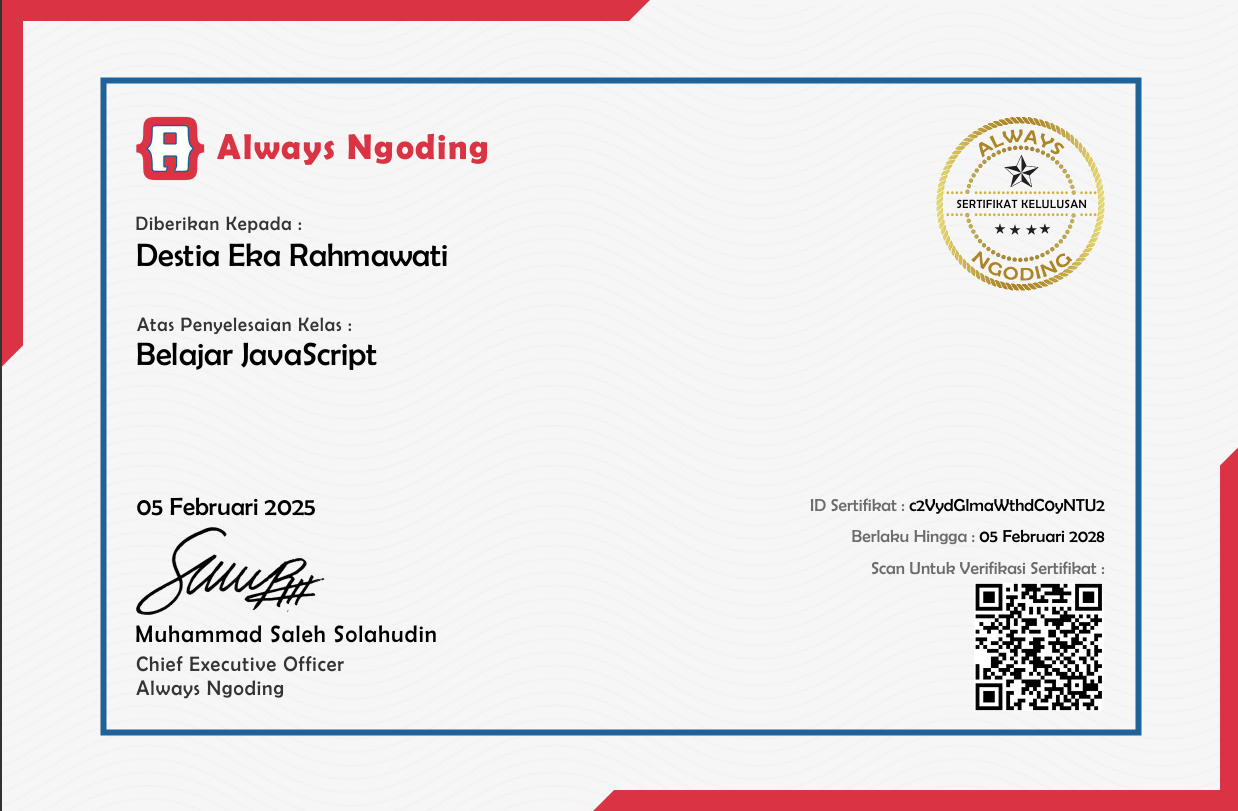 Always Ngoding
ALWAYS
SERTIFIKAT KELULUSAN
NGODING
Diberikan Kepada :
Destia Eka Rahmawati
Atas Penyelesaian Kelas :
Belajar JavaScript
05 Februari 2025
Muhammad Saleh Solahudin
Chief Executive Officer
Always Ngoding
ID Sertifikat : c2VydGlmaWthdC0yNTU2
Berlaku Hingga : 05 Februari 2028
Scan Untuk Verifikasi Sertifikat :